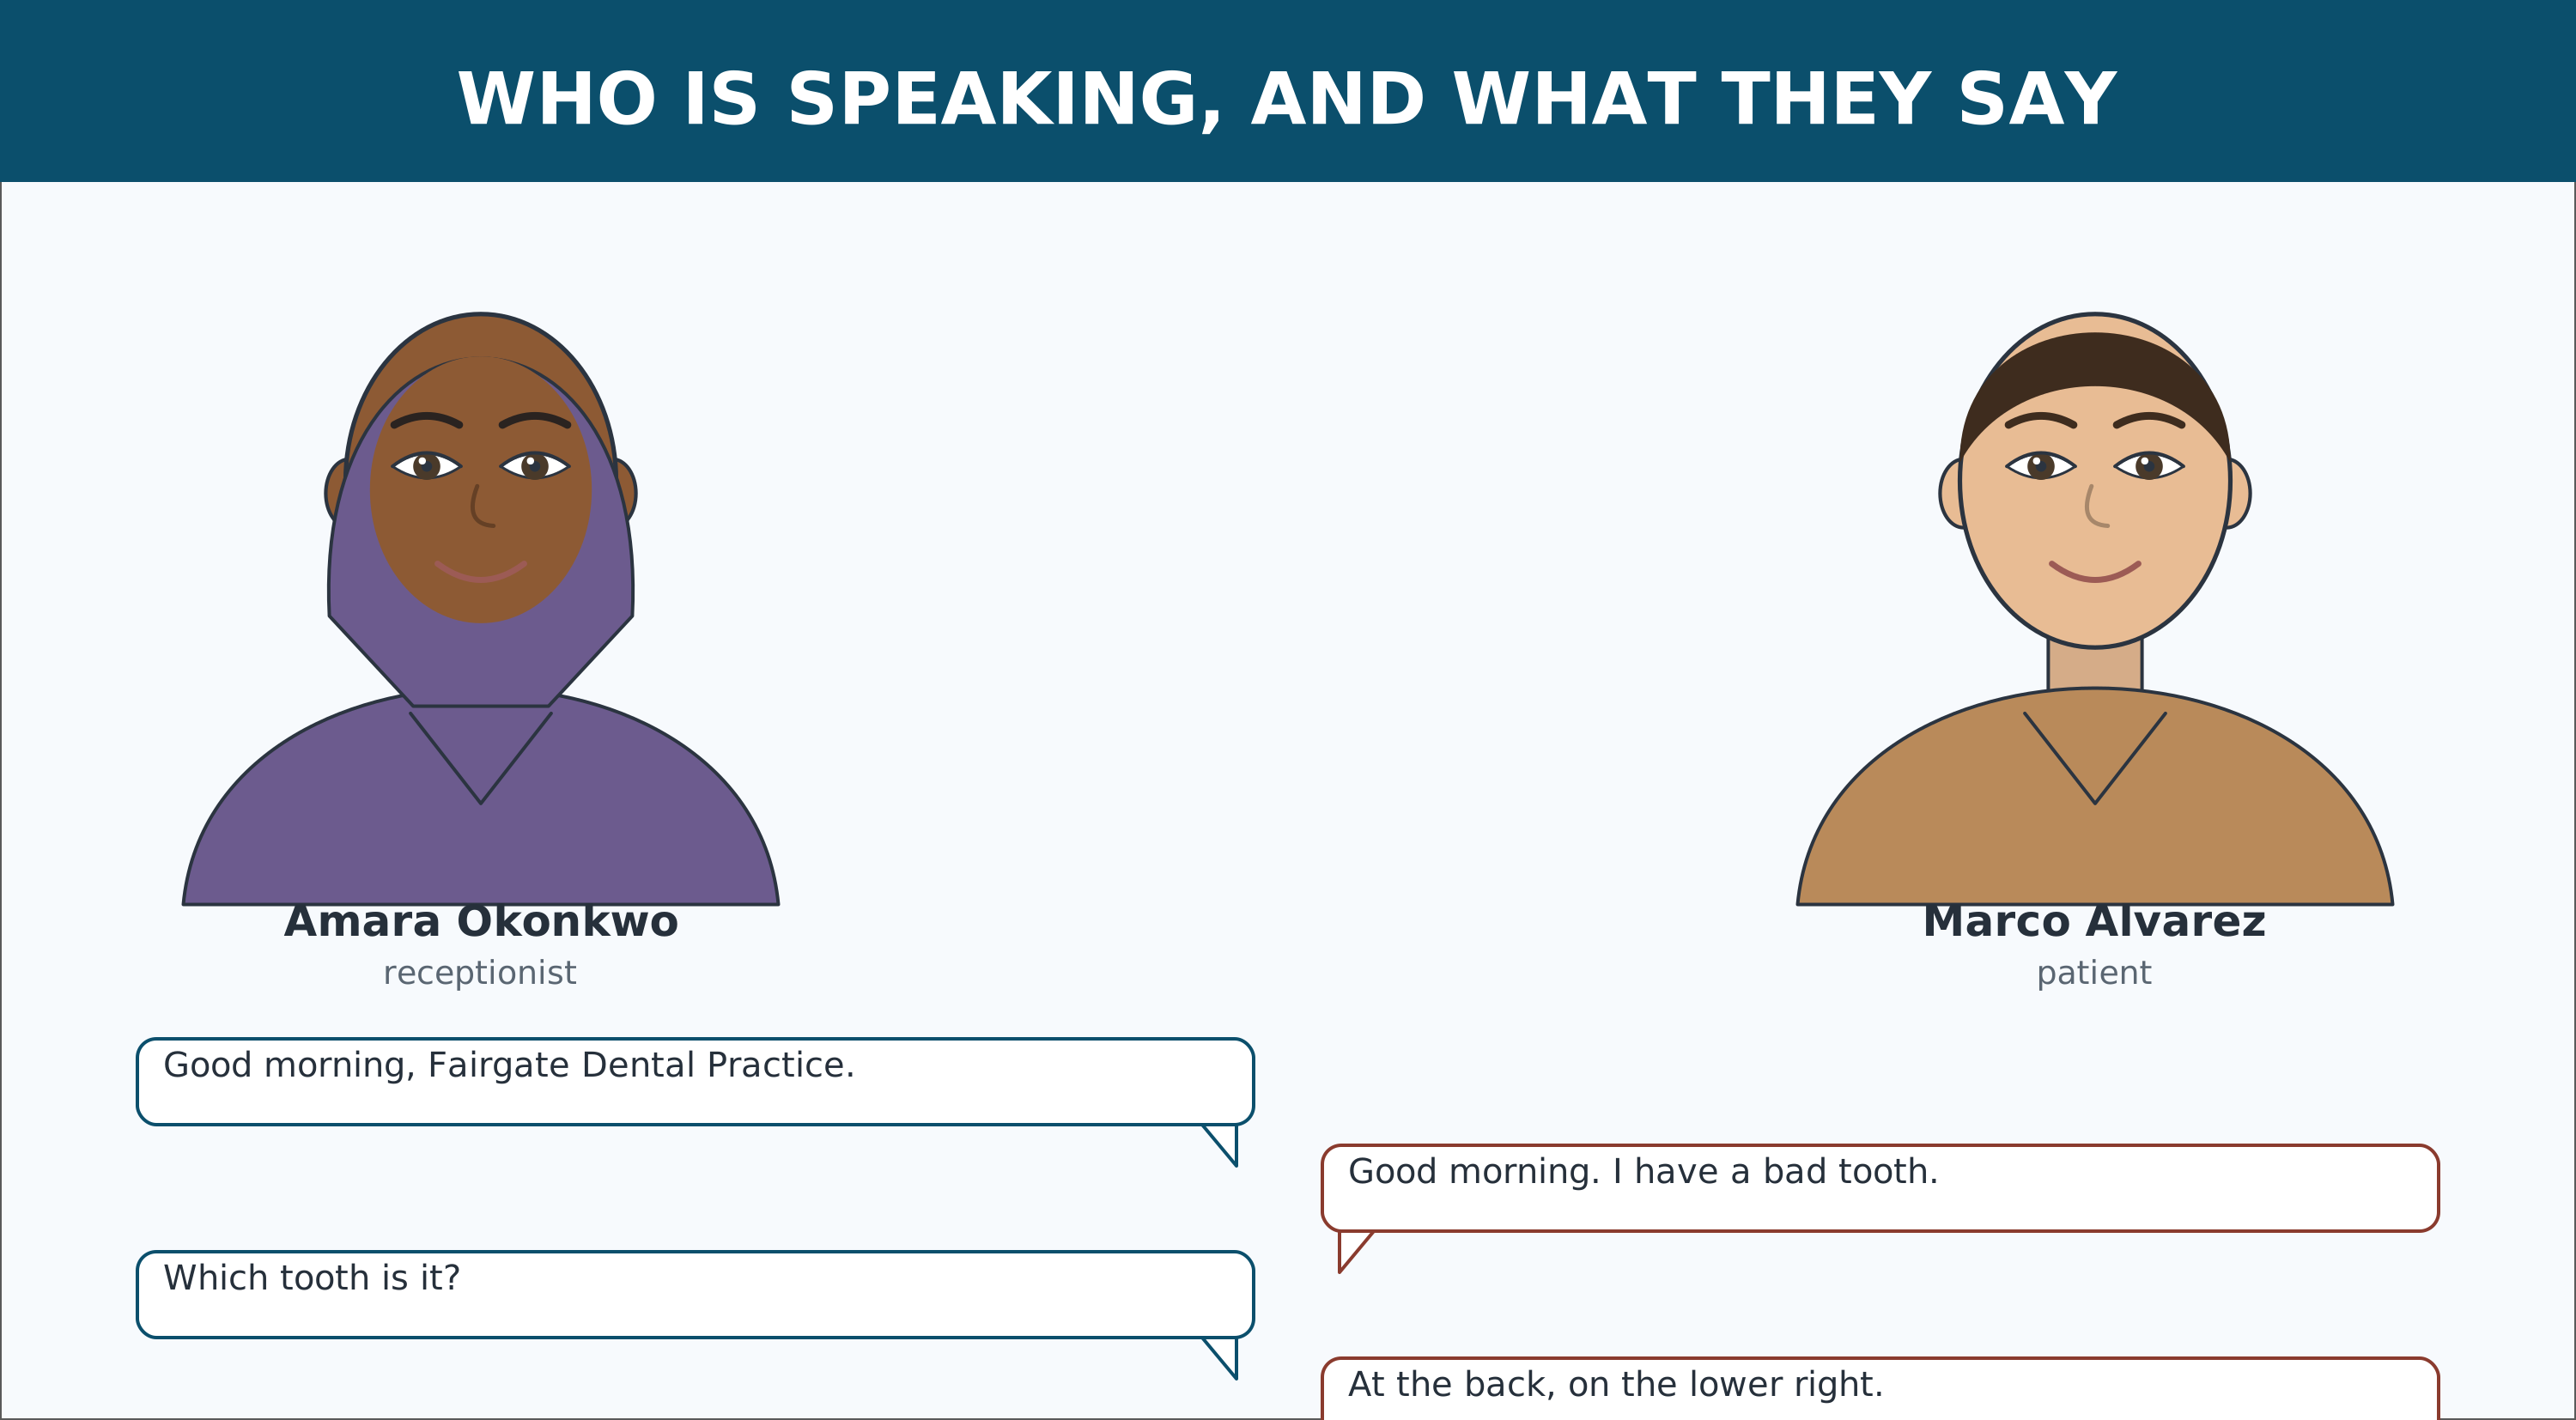 WHO IS SPEAKING, AND WHAT THEY SAY
Amara Okonkwo
receptionist
Marco Alvarez
patient
Good morning, Fairgate Dental Practice.
Good morning. I have a bad tooth.
Which tooth is it?
At the back, on the lower right.